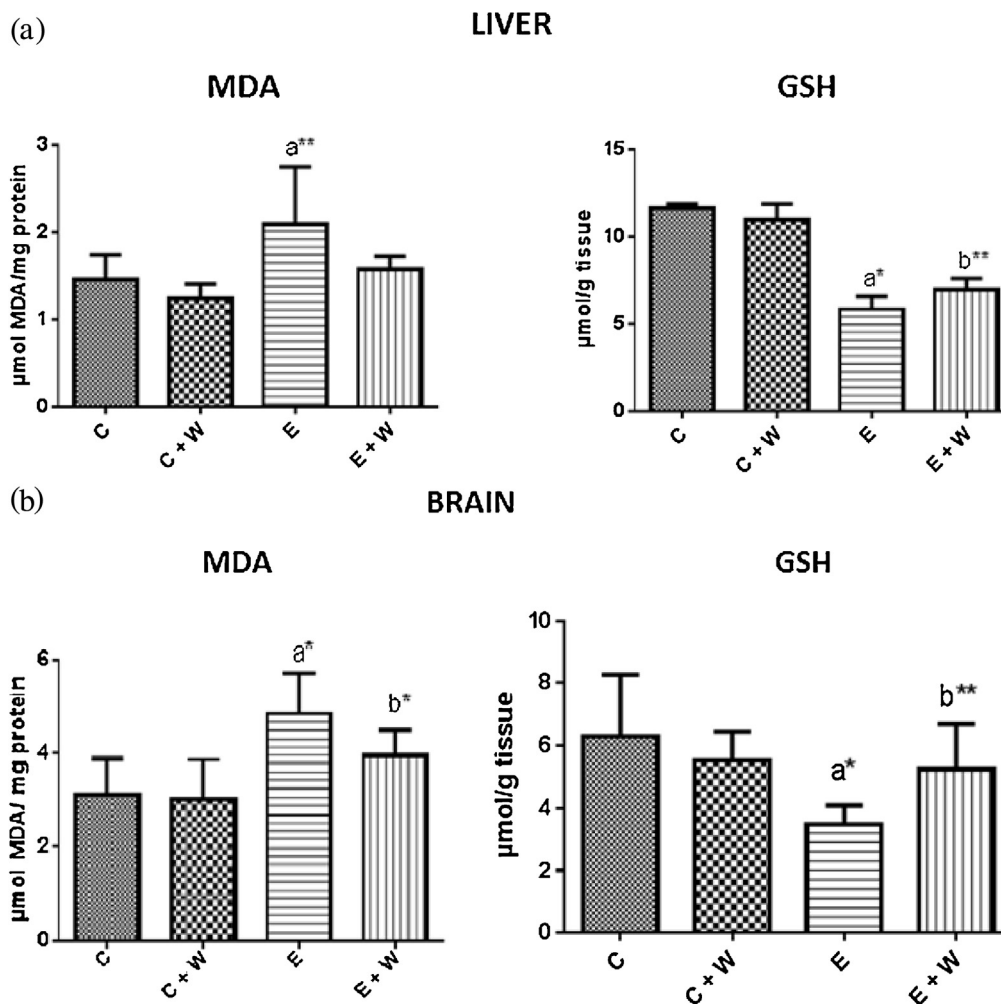 (a)
LIVER
MDA
GSH
µmol MDA/mg protein
3
2
1
0
a**
C
C + W
E
E + W
µmol/g tissue
15
10
5
0
a*
b**
C
C + W
E
E + W
(b)
BRAIN
MDA
GSH
µmol MDA/ mg protein
6
4
2
0
a*
b*
C
C + W
E
E + W
µmol/g tissue
10
8
6
4
2
0
a*
b**
C
C + W
E
E + W